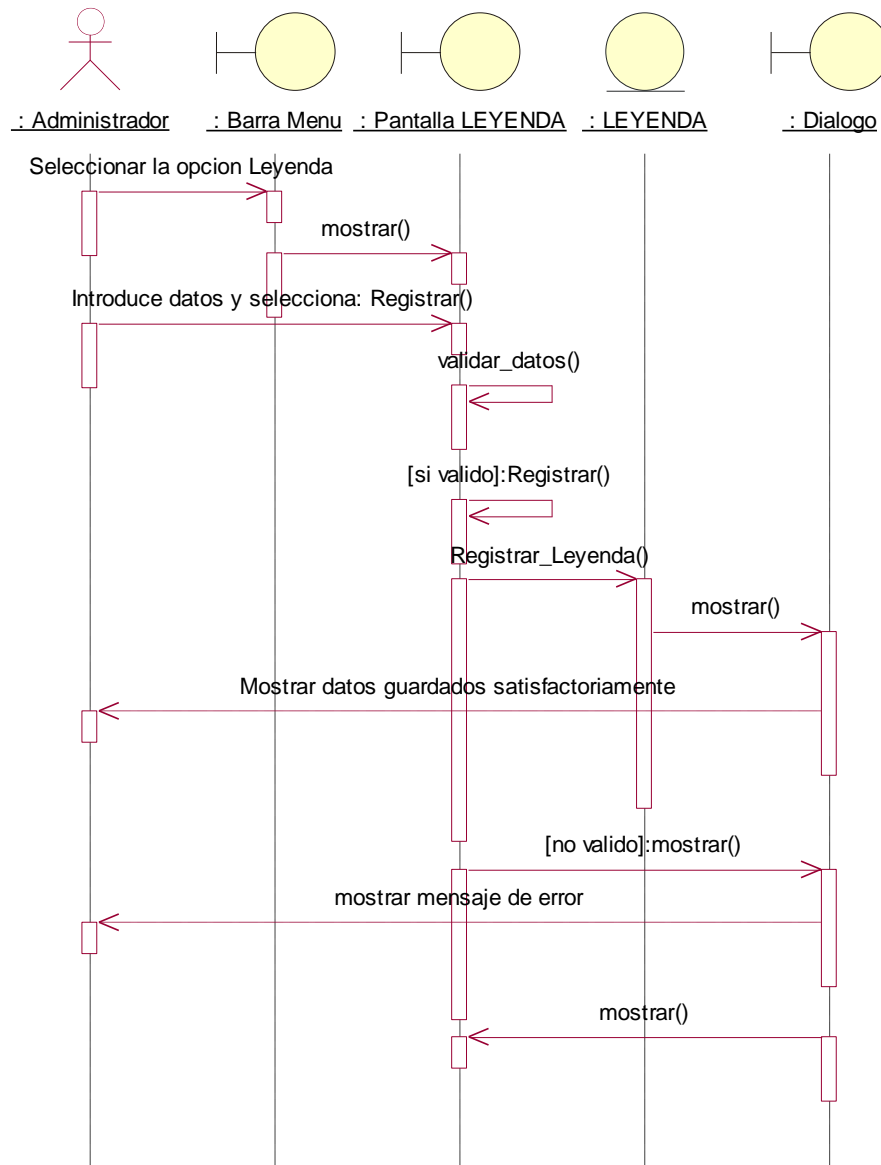 : Administrador
: Barra Menu
: Pantalla LEYENDA
: LEYENDA
: Dialogo
Seleccionar la opcion Leyenda
mostrar()
Introduce datos y selecciona: Registrar()
validar_datos()
[si valido]:Registrar()
Registrar_Leyenda()
mostrar()
Mostrar datos guardados satisfactoriamente
[no valido]:mostrar()
mostrar mensaje de error
mostrar()